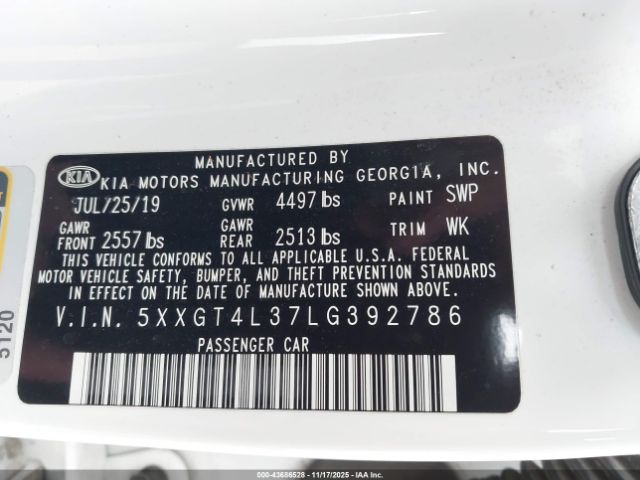 MANUFACTURED BY
KIA KIA MOTORS MANUFACTURING GEORGIA, INC.
JUL/25/19 GVWR 4497 lbs PAINT SWP
GAWR FRONT 2557 lbs GAWR REAR 2513 lbs TRIM WK
THIS VEHICLE CONFORMS TO ALL APPLICABLE U.S.A. FEDERAL
MOTOR VEHICLE SAFETY, BUMPER, AND THEFT PREVENTION STANDARDS
IN EFFECT ON THE DATE OF MANUFACTURE SHOWN ABOVE.
V.I.N. 5XXGT4L37LG392786
PASSENGER CAR
5120
000-43686528 - 11/17/2025 - IAA